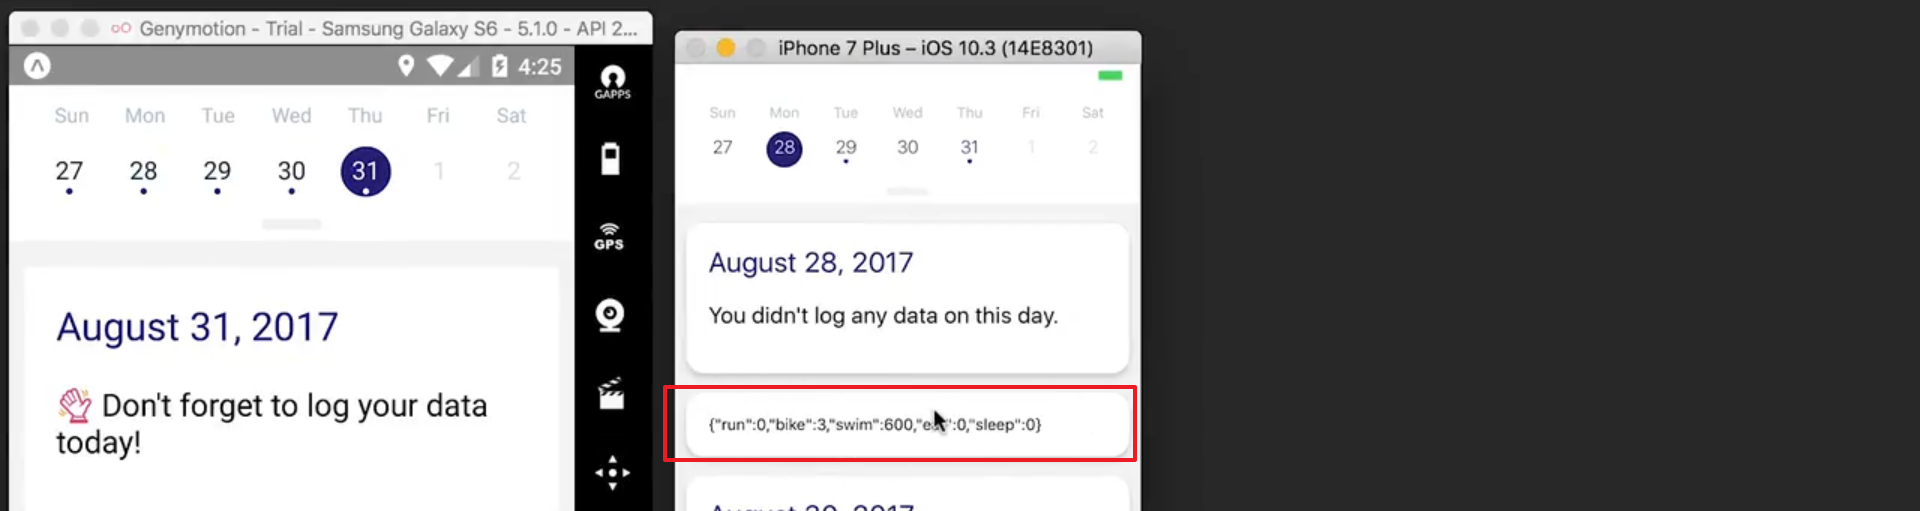 Genymotion - Trial - Samsung Galaxy S6 - 5.1.0 - API 2...
4:25
Sun Mon Tue Wed Thu Fri Sat
27 28 29 30 31 1 2
August 31, 2017
Don't forget to log your data
today!
GAPPS
GPS
iPhone 7 Plus – iOS 10.3 (14E8301)
Sun Mon Tue Wed Thu Fri Sat
27 28 29 30 31 1 2
August 28, 2017
You didn't log any data on this day.
{"run":0,"bike":3,"swim":600,":0,"sleep":0}